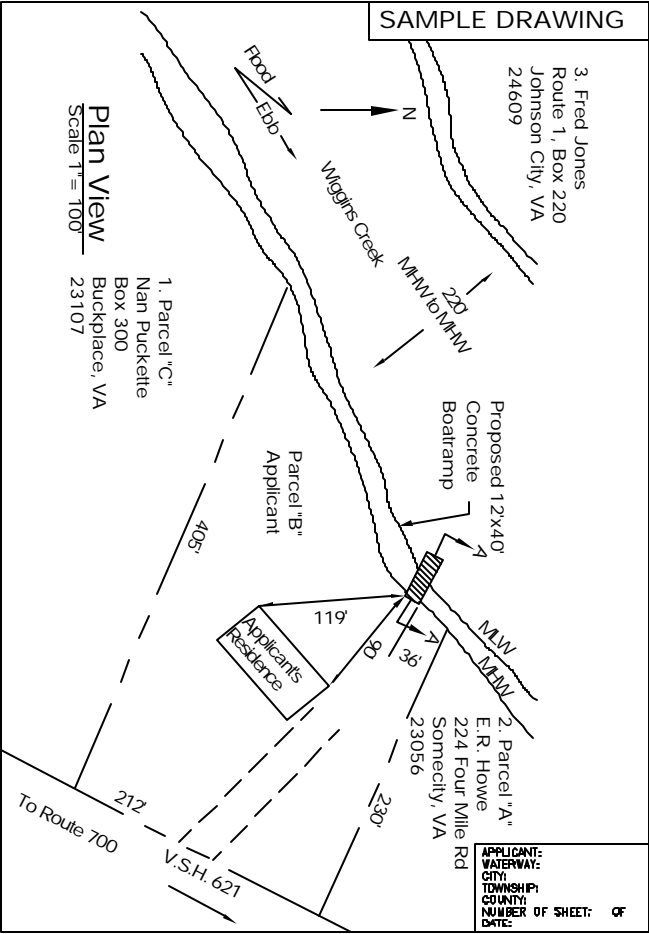 SAMPLE DRAWING
3. Fred Jones
Route 1, Box 220
Johnson City, VA
24609
Flood
Ebb
N
Wiggins Creek
220'
MHW to MHW
Plan View
Scale 1" = 100'
1. Parcel "C"
Nan Puckette
Box 300
Buckplace, VA
23107
Proposed 12'x40'
Concrete
Boatramp
Parcel "B"
Applicant
A
A
MLW
MHW
119'
90'
36'
Applicant's
Residence
2. Parcel "A"
E.R. Howe
224 Four Mile Rd
Somecity, VA
23056
405'
230'
212'
To Route 700
V.S.H. 621
APPLICANT:
WATERWAY:
CITY:
TOWNSHIP:
COUNTY:
NUMBER OF SHEET: OF
DATE: